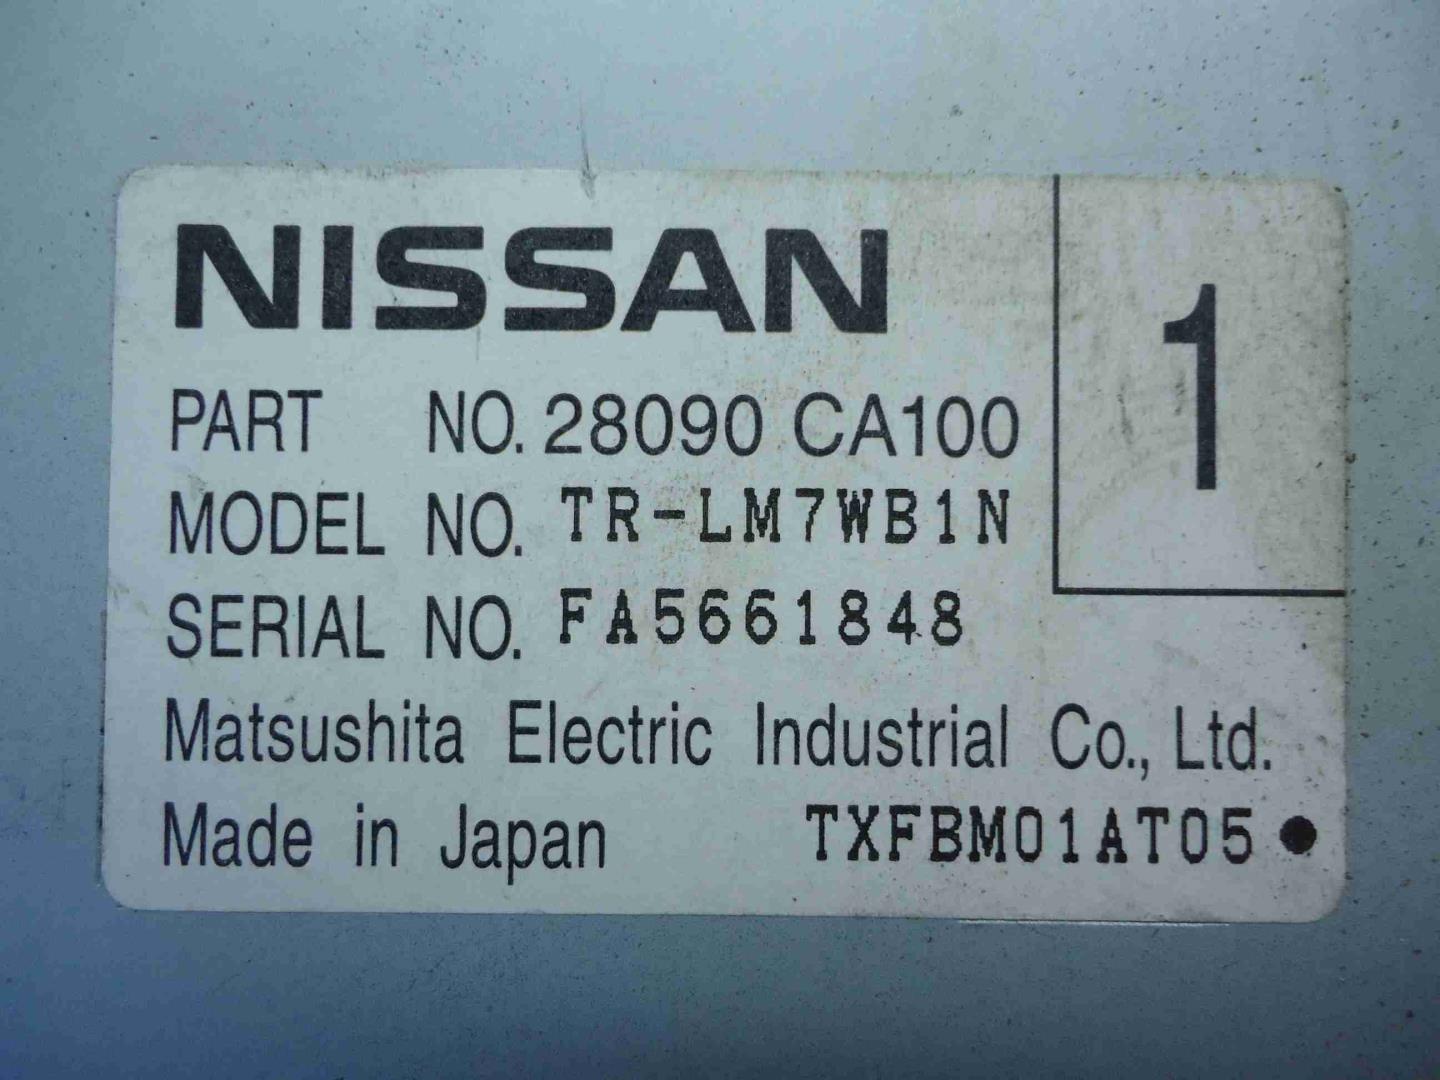 NISSAN
1
PART NO. 28090 CA100
MODEL NO. TR-LM7WB1N
SERIAL NO. FA5661848
Matsushita Electric Industrial Co., Ltd.
Made in Japan TXFBM01AT05